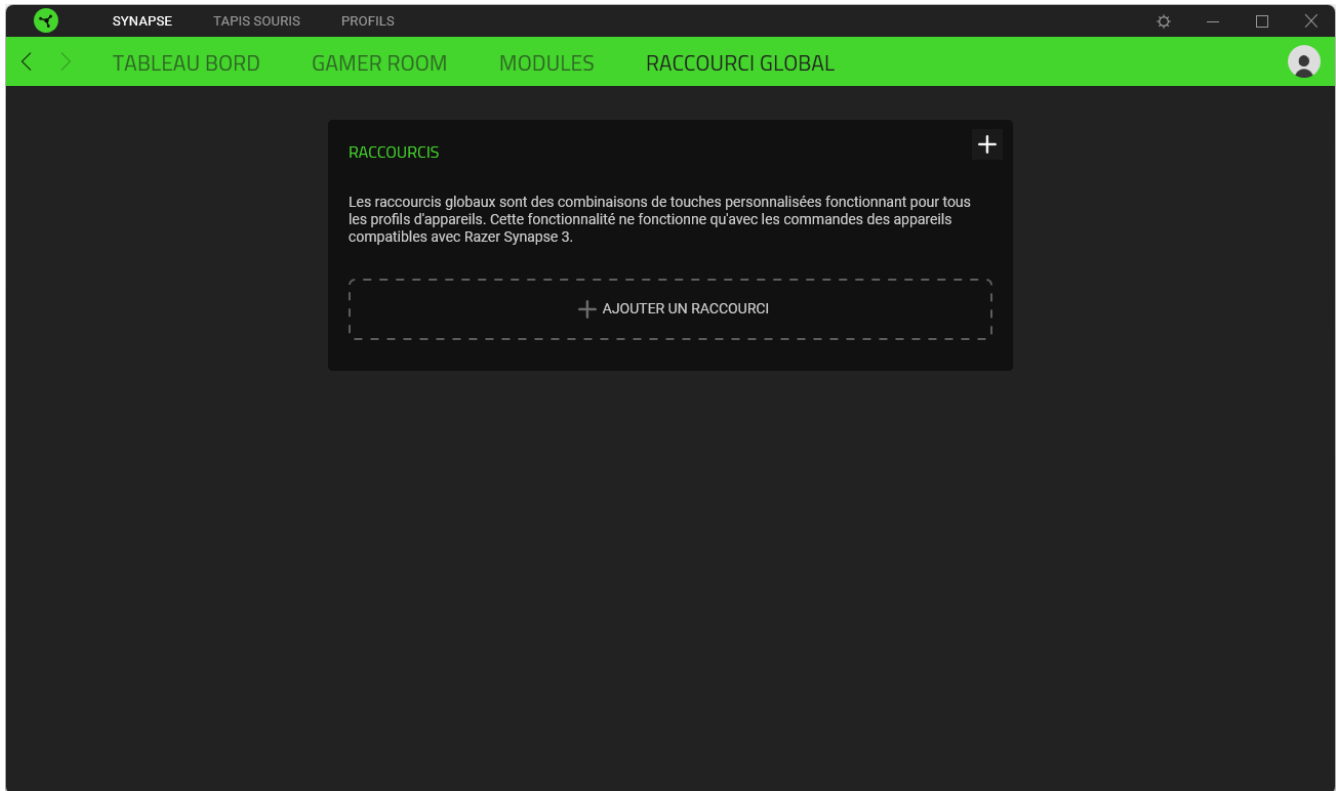 SYNAPSE TAPIS SOURIS PROFILS
TABLEAU BORD GAMER ROOM MODULES RACCOURCI GLOBAL
RACCOURCIS
Les raccourcis globaux sont des combinaisons de touches personnalisées fonctionnant pour tous
les profils d'appareils. Cette fonctionnalité ne fonctionne qu'avec les commandes des appareils
compatibles avec Razer Synapse 3.
AJOUTER UN RACCOURCI